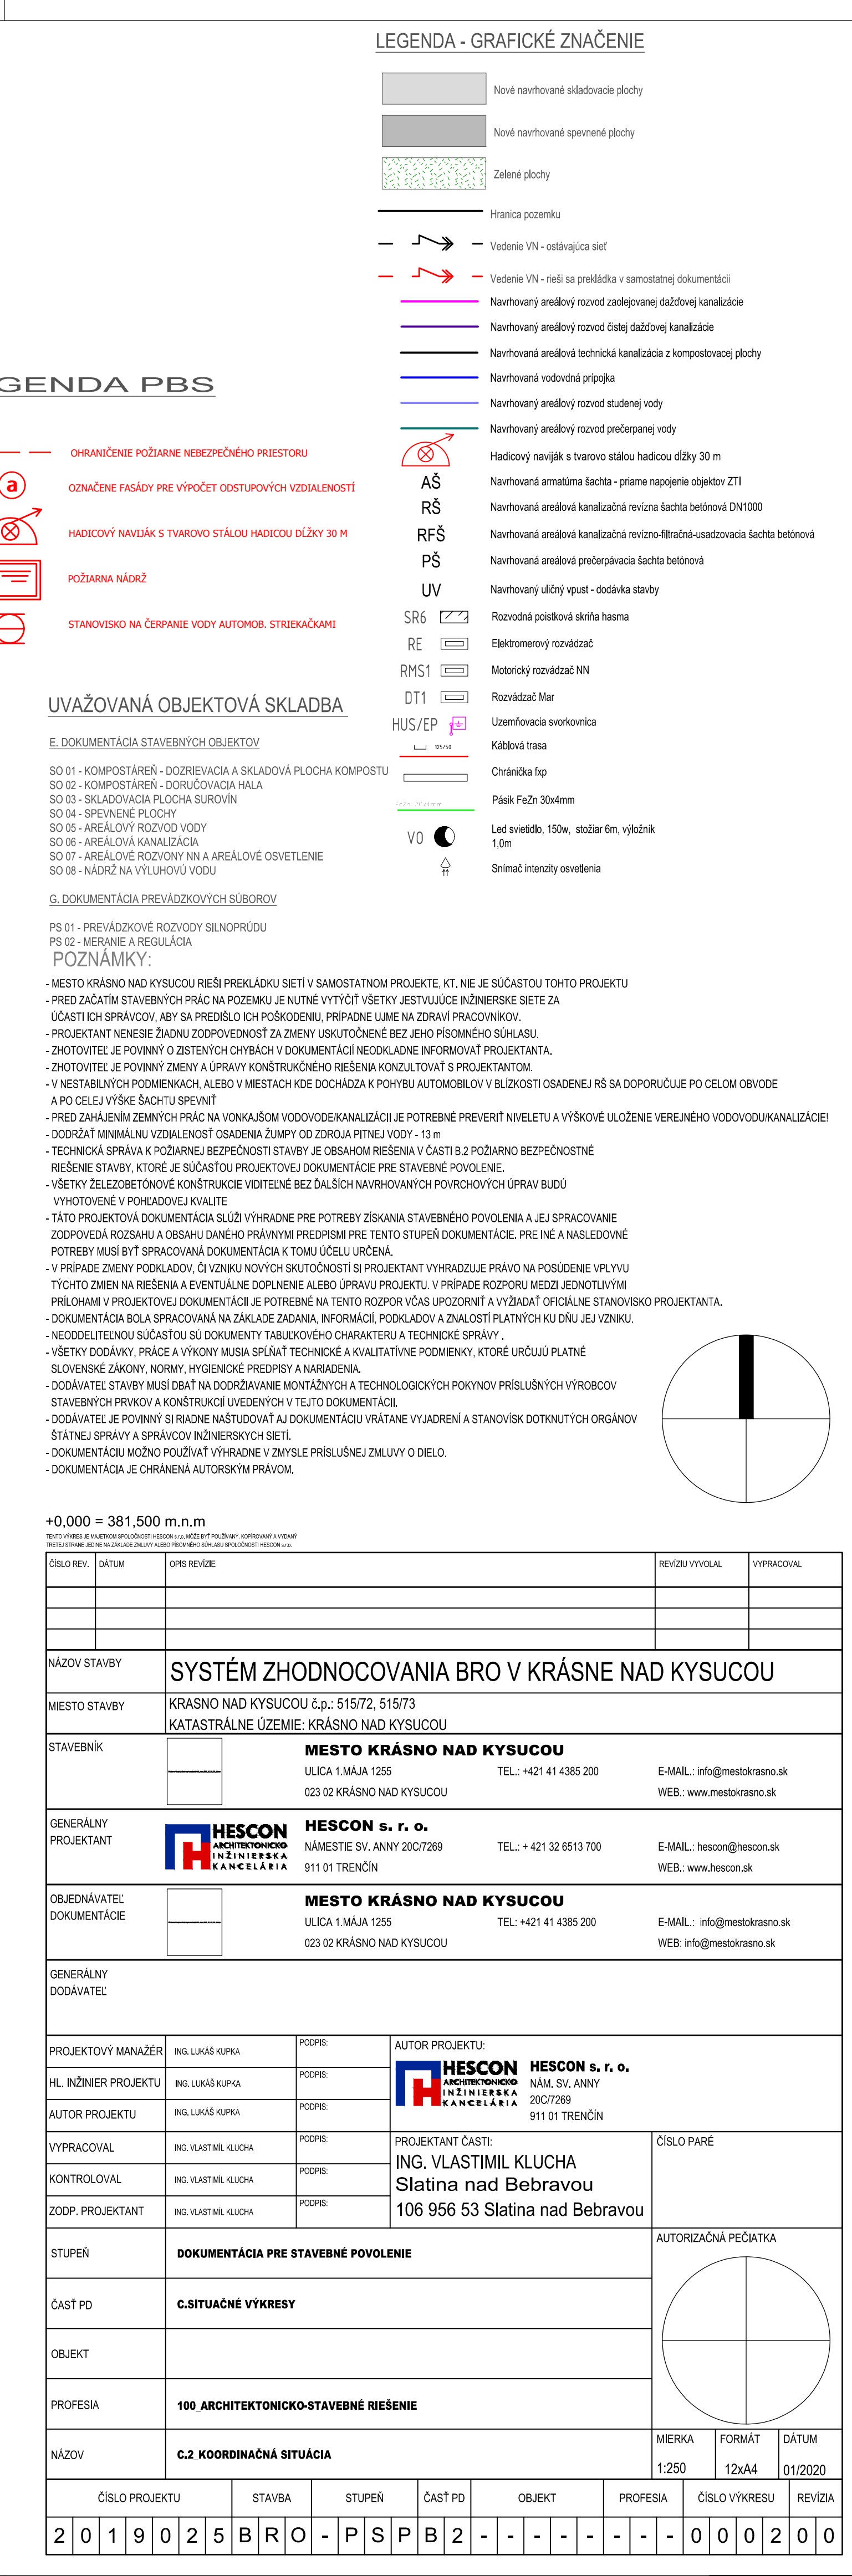 LEGENDA - GRAFICKÉ ZNAČENIE
Nové navrhované skladovacie plochy
Nové navrhované spevnené plochy
Zelené plochy
Hranica pozemku
Vedenie VN - ostávajúca sieť
Vedenie VN - rieši sa prekládka v samostatnej dokumentácii
Navrhovaný areálový rozvod zaolejovanej dažďovej kanalizácie
Navrhovaný areálový rozvod čistej dažďovej kanalizácie
Navrhovaná areálová technická kanalizácia z kompostovacej plochy
Navrhovaná vodovdná prípojka
Navrhovaný areálový rozvod studenej vody
Navrhovaný areálový rozvod prečerpanej vody
Hadicový naviják s tvarovo stálou hadicou dĺžky 30 m
AŠ Navrhovaná armatúrna šachta - priame napojenie objektov ZTI
RŠ Navrhovaná areálová kanalizačná revízna šachta betónová DN1000
RFŠ Navrhovaná areálová kanalizačná revízno-filtračná-usadzovacia šachta betónová
PŠ Navrhovaná areálová prečerpávacia šachta betónová
UV Navrhovaný uličný vpust - dodávka stavby
SR6 Rozvodná poistková skriňa hasma
RE Elektromerový rozvádzač
RMS1 Motorický rozvádzač NN
DT1 Rozvádzač Mar
HUS/EP Uzemňovacia svorkovnica
125/50 Káblová trasa
Chránička fxp
Pásik FeZn 30x4mm
VO Led svietidlo, 150w, stožiar 6m, výložník
1,0m
Snímač intenzity osvetlenia
GENDA PBS
OHRANIČENIE POŽIARNE NEBEZPEČNÉHO PRIESTORU
a OZNAČENE FASÁDY PRE VÝPOČET ODSTUPOVÝCH VZDIALENOSTÍ
HADICOVÝ NAVIJÁK S TVAROVO STÁLOU HADICOU DĹŽKY 30 M
POŽIARNA NÁDRŽ
STANOVISKO NA ČERPANIE VODY AUTOMOB. STRIEKAČKAMI
UVAŽOVANÁ OBJEKTOVÁ SKLADBA
E. DOKUMENTÁCIA STAVEBNÝCH OBJEKTOV
SO 01 - KOMPOSTÁREŇ - DOZRIEVACIA A SKLADOVÁ PLOCHA KOMPOSTU
SO 02 - KOMPOSTÁREŇ - DORUČOVACIA HALA
SO 03 - SKLADOVACIA PLOCHA SUROVÍN
SO 04 - SPEVNENÉ PLOCHY
SO 05 - AREÁLOVÝ ROZVOD VODY
SO 06 - AREÁLOVÁ KANALIZÁCIA
SO 07 - AREÁLOVÉ ROZVONY NN A AREÁLOVÉ OSVETLENIE
SO 08 - NÁDRŽ NA VÝLUHOVÚ VODU
G. DOKUMENTÁCIA PREVÁDZKOVÝCH SÚBOROV
PS 01 - PREVÁDZKOVÉ ROZVODY SILNOPRÚDU
PS 02 - MERANIE A REGULÁCIA
POZNÁMKY:
- MESTO KRÁSNO NAD KYSUCOU RIEŠI PREKLÁDKU SIETÍ V SAMOSTATNOM PROJEKTE, KT. NIE JE SÚČASTOU TOHTO PROJEKTU
- PRED ZAČATÍM STAVEBNÝCH PRÁC NA POZEMKU JE NUTNÉ VYTÝČIŤ VŠETKY JESTVUJÚCE INŽINIERSKE SIETE ZA
ÚČASTI ICH SPRÁVCOV, ABY SA PREDIŠLO ICH POŠKODENIU, PRÍPADNE UJME NA ZDRAVÍ PRACOVNÍKOV.
- PROJEKTANT NENESIE ŽIADNU ZODPOVEDNOSŤ ZA ZMENY USKUTOČNENÉ BEZ JEHO PÍSOMNÉHO SÚHLASU.
- ZHOTOVITEĽ JE POVINNÝ O ZISTENÝCH CHYBÁCH V DOKUMENTÁCIÍ NEODKLADNE INFORMOVAŤ PROJEKTANTA.
- ZHOTOVITEĽ JE POVINNÝ ZMENY A ÚPRAVY KONŠTRUKČNÉHO RIEŠENIA KONZULTOVAŤ S PROJEKTANTOM.
- V NESTABILNÝCH PODMIENKACH, ALEBO V MIESTACH KDE DOCHÁDZA K POHYBU AUTOMOBILOV V BLÍZKOSTI OSADENEJ RŠ SA DOPORUČUJE PO CELOM OBVODE
A PO CELEJ VÝŠKE ŠACHTU SPEVNIŤ
- PRED ZAHÁJENÍM ZEMNÝCH PRÁC NA VONKAJŠOM VODOVODE/KANALIZÁCII JE POTREBNÉ PREVERIŤ NIVELETU A VÝŠKOVÉ ULOŽENIE VEREJNÉHO VODOVODU/KANALIZÁCIE!
- DODRŽAŤ MINIMÁLNU VZDIALENOSŤ OSADENIA ŽUMPY OD ZDROJA PITNEJ VODY - 13 m
- TECHNICKÁ SPRÁVA K POŽIARNEJ BEZPEČNOSTI STAVBY JE OBSAHOM RIEŠENIA V ČASTI B.2 POŽIARNO BEZPEČNOSTNÉ
RIEŠENIE STAVBY, KTORÉ JE SÚČASŤOU PROJEKTOVEJ DOKUMENTÁCIE PRE STAVEBNÉ POVOLENIE.
- VŠETKY ŽELEZOBETÓNOVÉ KONŠTRUKCIE VIDITEĽNÉ BEZ ĎALŠÍCH NAVRHOVANÝCH POVRCHOVÝCH ÚPRAV BUDÚ
VYHOTOVENÉ V POHĽADOVEJ KVALITE
- TÁTO PROJEKTOVÁ DOKUMENTÁCIA SLÚŽI VÝHRADNE PRE POTREBY ZÍSKANIA STAVEBNÉHO POVOLENIA A JEJ SPRACOVANIE
ZODPOVEDÁ ROZSAHU A OBSAHU DANÉHO PRÁVNYMI PREDPISMI PRE TENTO STUPEŇ DOKUMENTÁCIE. PRE INÉ A NASLEDOVNÉ
POTREBY MUSÍ BYŤ SPRACOVANÁ DOKUMENTÁCIA K TOMU ÚČELU URČENÁ.
- V PRÍPADE ZMENY PODKLADOV, ČI VZNIKU NOVÝCH SKUTOČNOSTÍ SI PROJEKTANT VYHRADZUJE PRÁVO NA POSÚDENIE VPLYVU
TÝCHTO ZMIEN NA RIEŠENIA A EVENTUÁLNE DOPLNENIE ALEBO ÚPRAVU PROJEKTU. V PRÍPADE ROZPORU MEDZI JEDNOTLIVÝMI
PRÍLOHAMI V PROJEKTOVEJ DOKUMENTÁCII JE POTREBNÉ NA TENTO ROZPOR VČAS UPOZORNIŤ A VYŽIADAŤ OFICIÁLNE STANOVISKO PROJEKTANTA.
- DOKUMENTÁCIA BOLA SPRACOVANÁ NA ZÁKLADE ZADANIA, INFORMÁCIÍ, PODKLADOV A ZNALOSTÍ PLATNÝCH KU DŇU JEJ VZNIKU.
- NEODDELITEĽNOU SÚČASŤOU SÚ DOKUMENTY TABUĽKOVÉHO CHARAKTERU A TECHNICKÉ SPRÁVY .
- VŠETKY DODÁVKY, PRÁCE A VÝKONY MUSIA SPĹŇAŤ TECHNICKÉ A KVALITATÍVNE PODMIENKY, KTORÉ URČUJÚ PLATNÉ
SLOVENSKÉ ZÁKONY, NORMY, HYGIENICKÉ PREDPISY A NARIADENIA.
- DODÁVATEĽ STAVBY MUSÍ DBAŤ NA DODRŽIAVANIE MONTÁŽNYCH A TECHNOLOGICKÝCH POKYNOV PRÍSLUŠNÝCH VÝROBCOV
STAVEBNÝCH PRVKOV A KONŠTRUKCIÍ UVEDENÝCH V TEJTO DOKUMENTÁCII.
- DODÁVATEĽ JE POVINNÝ SI RIADNE NAŠTUDOVAŤ AJ DOKUMENTÁCIU VRÁTANE VYJADRENÍ A STANOVÍSK DOTKNUTÝCH ORGÁNOV
ŠTÁTNEJ SPRÁVY A SPRÁVCOV INŽINIERSKYCH SIETÍ.
- DOKUMENTÁCIU MOŽNO POUŽÍVAŤ VÝHRADNE V ZMYSLE PRÍSLUŠNEJ ZMLUVY O DIELO.
- DOKUMENTÁCIA JE CHRÁNENÁ AUTORSKÝM PRÁVOM.
+0,000 = 381,500 m.n.m
TENTO VÝKRES JE MAJETKOM SPOLOČNOSTI HESCON s.r.o. MÔŽE BYŤ POUŽÍVANÝ, KOPÍROVANÝ A VYDANÝ
TRETEJ STRANE JEDINE NA ZÁKLADE ZMLUVY ALEBO PÍSOMNÉHO SÚHLASU SPOLOČNOSTI HESCON s.r.o.
ČÍSLO REV. DÁTUM OPIS REVÍZIE REVÍZIU VYVOLAL VYPRACOVAL
NÁZOV STAVBY SYSTÉM ZHODNOCOVANIA BRO V KRÁSNE NAD KYSUCOU
MIESTO STAVBY KRASNO NAD KYSUCOU č.p.: 515/72, 515/73
KATASTRÁLNE ÚZEMIE: KRÁSNO NAD KYSUCOU
STAVEBNÍK MESTO KRÁSNO NAD KYSUCOU
ULICA 1.MÁJA 1255 TEL.: +421 41 4385 200 E-MAIL.: info@mestokrasno.sk
023 02 KRÁSNO NAD KYSUCOU WEB.: www.mestokrasno.sk
GENERÁLNY
PROJEKTANT
HESCON
ARCHITEKTONICKO
INŽINIERSKA
KANCELÁRIA
HESCON s. r. o.
NÁMESTIE SV. ANNY 20C/7269 TEL.: + 421 32 6513 700 E-MAIL.: hescon@hescon.sk
911 01 TRENČÍN WEB.: www.hescon.sk
OBJEDNÁVATEĽ
DOKUMENTÁCIE
MESTO KRÁSNO NAD KYSUCOU
ULICA 1.MÁJA 1255 TEL: +421 41 4385 200 E-MAIL.: info@mestokrasno.sk
023 02 KRÁSNO NAD KYSUCOU WEB: info@mestokrasno.sk
GENERÁLNY
DODÁVATEĽ
PROJEKTOVÝ MANAŽÉR ING. LUKÁŠ KUPKA PODPIS:
HL. INŽINIER PROJEKTU ING. LUKÁŠ KUPKA PODPIS:
AUTOR PROJEKTU ING. LUKÁŠ KUPKA PODPIS:
AUTOR PROJEKTU:
HESCON
ARCHITEKTONICKO
INŽINIERSKA
KANCELÁRIA
HESCON s. r. o.
NÁM. SV. ANNY
20C/7269
911 01 TRENČÍN
VYPRACOVAL ING. VLASTIMÍL KLUCHA PODPIS:
KONTROLOVAL ING. VLASTIMÍL KLUCHA PODPIS:
ZODP. PROJEKTANT ING. VLASTIMÍL KLUCHA PODPIS:
PROJEKTANT ČASTI:
ING. VLASTIMIL KLUCHA
Slatina nad Bebravou
106 956 53 Slatina nad Bebravou
ČÍSLO PARÉ
STUPEŇ DOKUMENTÁCIA PRE STAVEBNÉ POVOLENIE
AUTORIZAČNÁ PEČIATKA
ČASŤ PD C.SITUAČNÉ VÝKRESY
OBJEKT
PROFESIA 100_ARCHITEKTONICKO-STAVEBNÉ RIEŠENIE
NÁZOV C.2_KOORDINAČNÁ SITUÁCIA
MIERKA FORMÁT DÁTUM
1:250 12xA4 01/2020
ČÍSLO PROJEKTU STAVBA STUPEŇ ČASŤ PD OBJEKT PROFESIA ČÍSLO VÝKRESU REVÍZIA
2 0 1 9 0 2 5 B R O - P S P B 2 - - - - - - - - 0 0 0 2 0 0